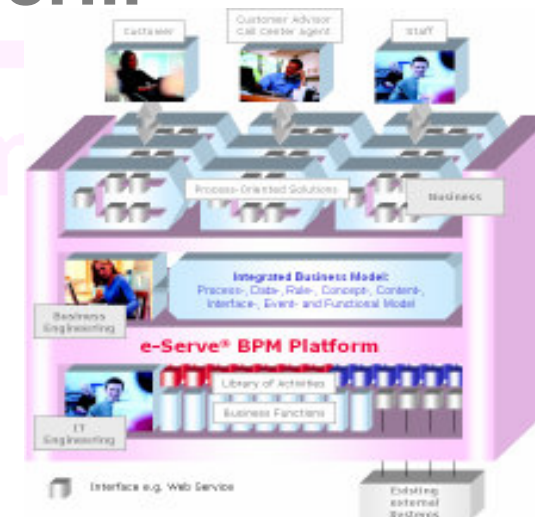 Customer
Customer Advisor
Call Center Agent
Staff
Process-Oriented Solutions
Business
Integrated Business Model:
Process-, Data-, Rule-, Concept-, Content-,
Interface-, Event- and Functional Model
Business
Engineering
e-Serve® BPM Platform
Library of Activities
Business Functions
IT
Engineering
Interface e.g. Web Service
Existing
external
Systems